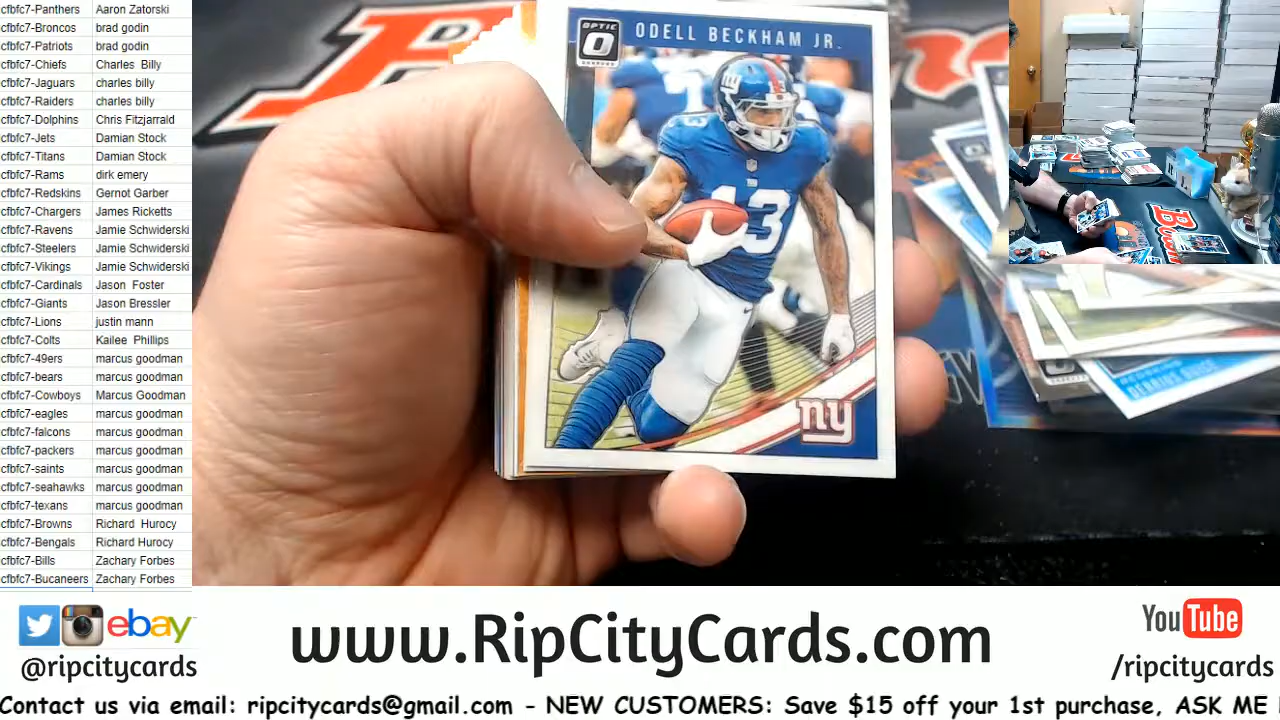 cfbfc7-Panthers Aaron Zatorski
cfbfc7-Broncos brad godin
cfbfc7-Patriots brad godin
cfbfc7-Chiefs Charles Billy
cfbfc7-Jaguars charles billy
cfbfc7-Raiders charles billy
cfbfc7-Dolphins Chris Fitzjarrald
cfbfc7-Jets Damian Stock
cfbfc7-Titans Damian Stock
cfbfc7-Rams dirk emery
cfbfc7-Redskins Gernot Garber
cfbfc7-Chargers James Ricketts
cfbfc7-Ravens Jamie Schwiderski
cfbfc7-Steelers Jamie Schwiderski
cfbfc7-Vikings Jamie Schwiderski
cfbfc7-Cardinals Jason Foster
cfbfc7-Giants Jason Bressler
cfbfc7-Lions justin mann
cfbfc7-Colts Kailee Phillips
cfbfc7-49ers marcus goodman
cfbfc7-bears marcus goodman
cfbfc7-Cowboys Marcus Goodman
cfbfc7-eagles marcus goodman
cfbfc7-falcons marcus goodman
cfbfc7-packers marcus goodman
cfbfc7-saints marcus goodman
cfbfc7-seahawks marcus goodman
cfbfc7-texans marcus goodman
cfbfc7-Browns Richard Hurocy
cfbfc7-Bengals Richard Hurocy
cfbfc7-Bills Zachary Forbes
cfbfc7-Bucaneers Zachary Forbes
OPTIC
O
ODELL BECKHAM JR.
13
ny
ebay
@ripcitycards
www.RipCityCards.com
YouTube
/ripcitycards
Contact us via email: ripcitycards@gmail.com - NEW CUSTOMERS: Save $15 off your 1st purchase, ASK ME